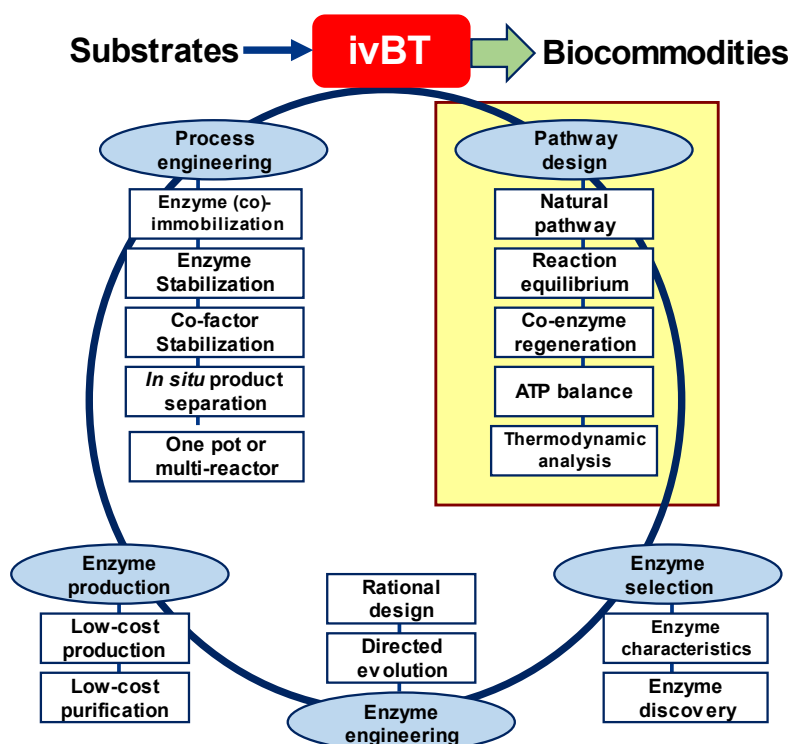 Substrates
ivBT
Biocommodities
Process
engineering
Enzyme (co)-
immobilization
Enzyme
Stabilization
Co-factor
Stabilization
In situ product
separation
One pot or
multi-reactor
Pathway
design
Natural
pathway
Reaction
equilibrium
Co-enzyme
regeneration
ATP balance
Thermodynamic
analysis
Enzyme
production
Low-cost
production
Low-cost
purification
Rational
design
Directed
evolution
Enzyme
engineering
Enzyme
selection
Enzyme
characteristics
Enzyme
discovery